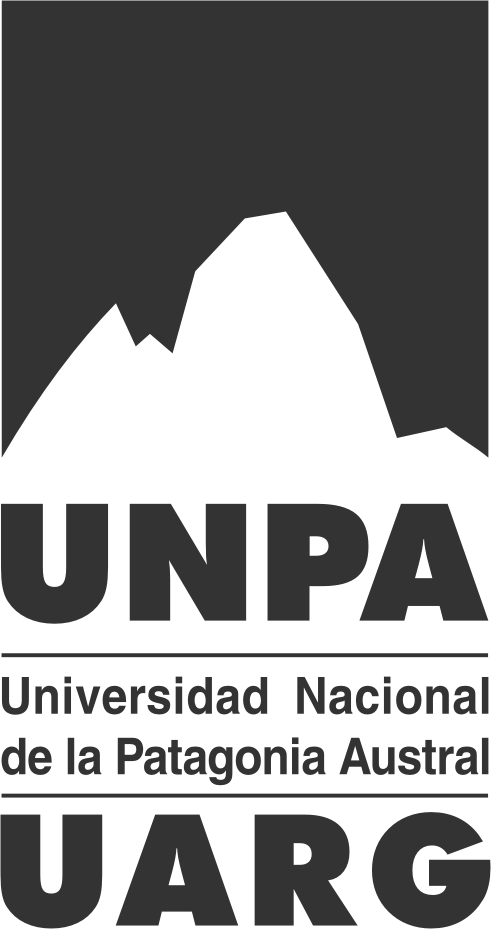 UNPA
Universidad Nacional
de la Patagonia Austral
UARG